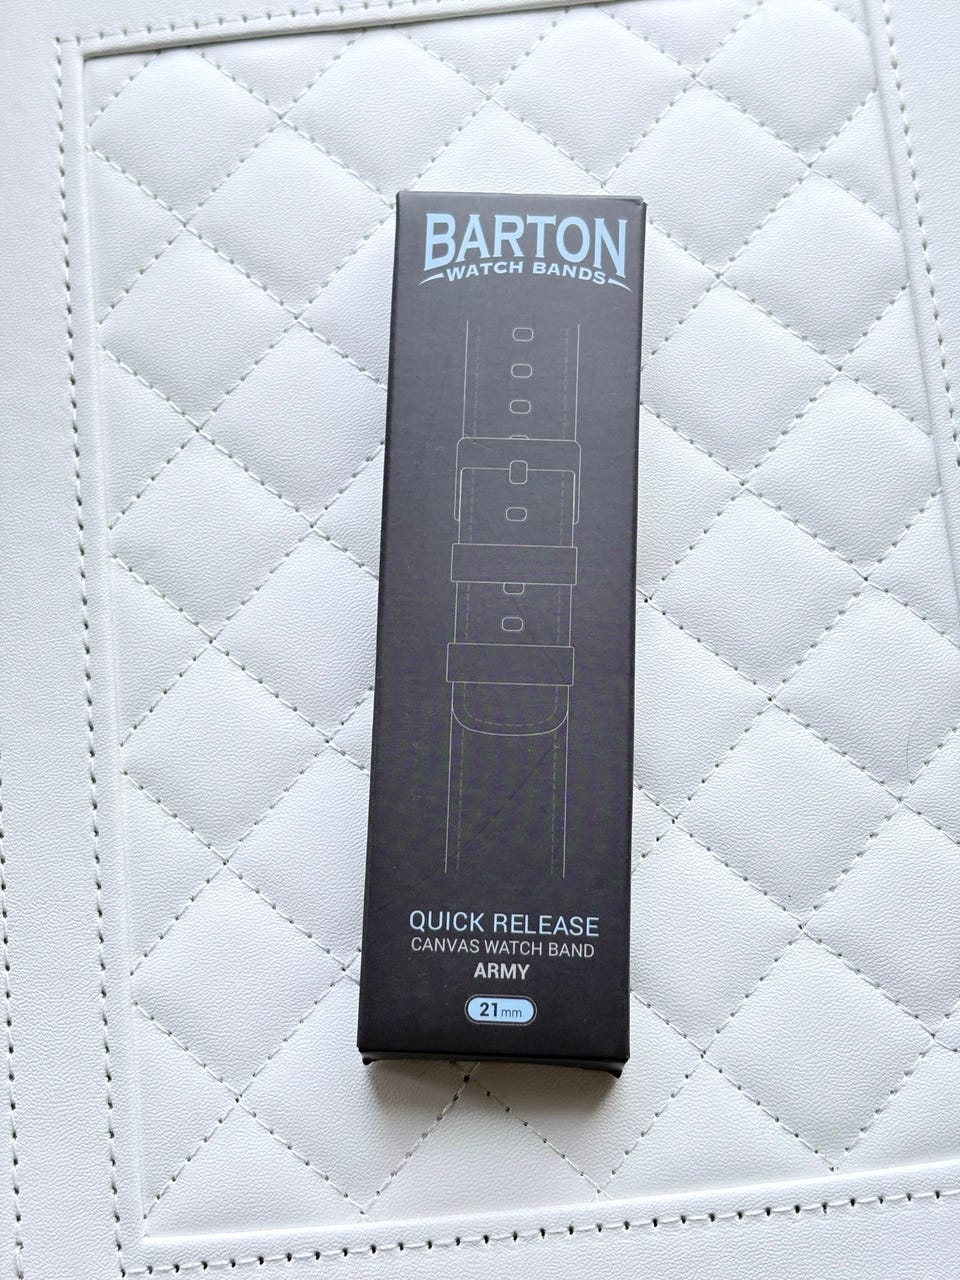 BARTON
WATCH BANDS
QUICK RELEASE
CANVAS WATCH BAND
ARMY
21mm